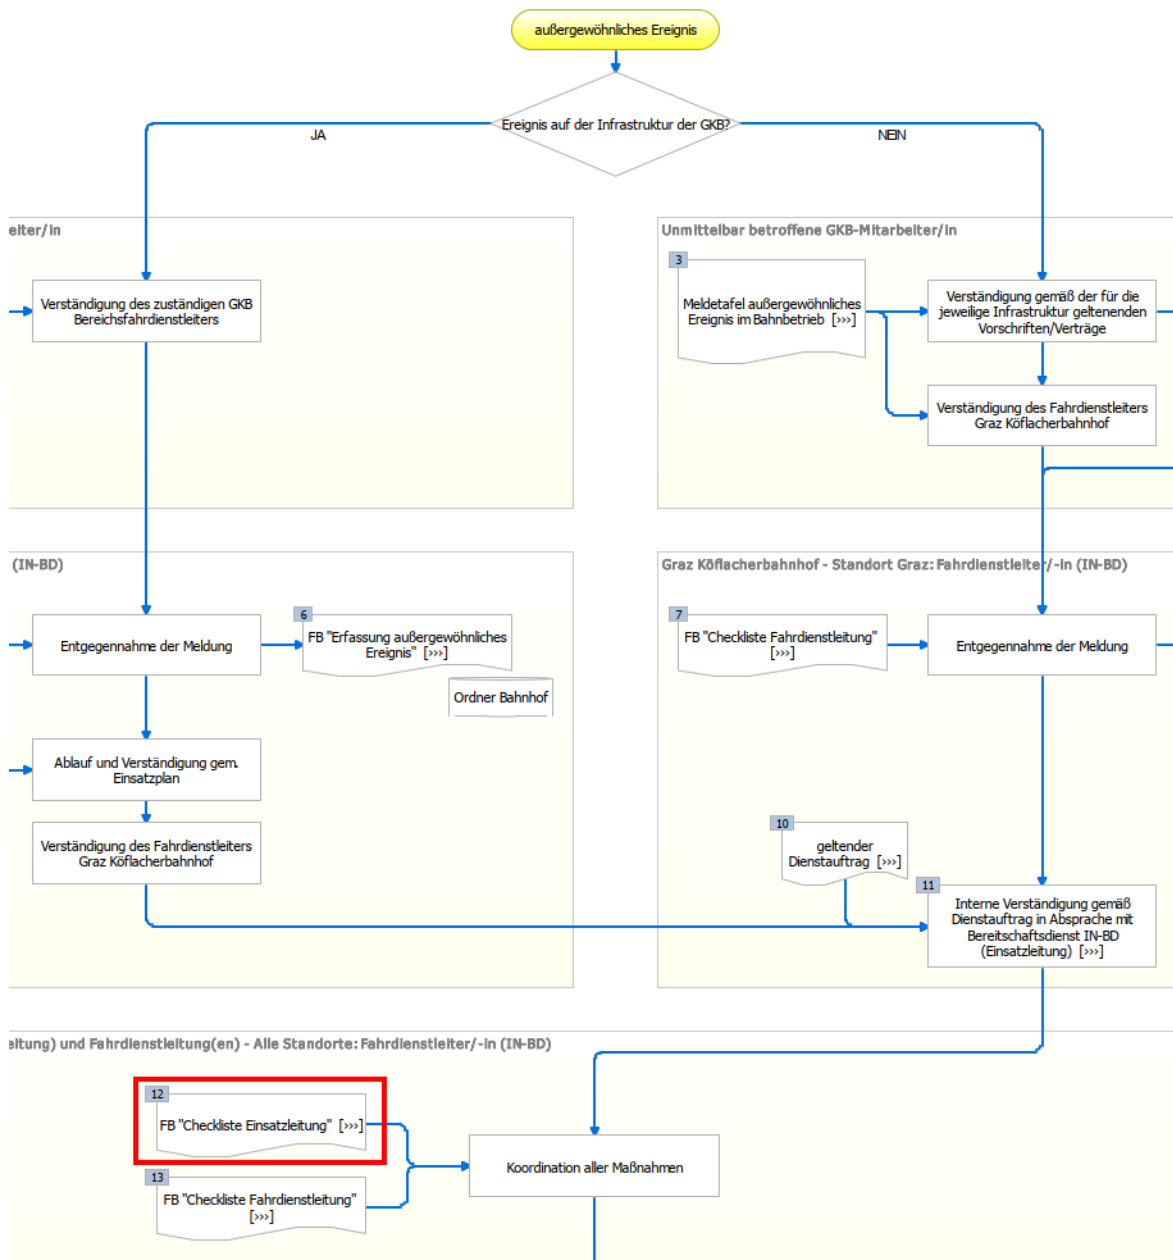 außergewöhnliches Ereignis
Ereignis auf der Infrastruktur der GKB?
JA
NEIN
eiter/in
Verständigung des zuständigen GKB
Bereichsfahrdienstleiters
Unmittelbar betroffene GKB-Mitarbeiter/in
3
Meldetafel außergewöhnliches
Ereignis im Bahnbetrieb [>>>]
Verständigung gemäß der für die
jeweilige Infrastruktur geltenenden
Vorschriften/Verträge
Verständigung des Fahrdienstleiters
Graz Köflacherbahnhof
(IN-BD)
Entgegennahme der Meldung
6
FB "Erfassung außergewöhnliches
Ereignis" [>>>]
Ordner Bahnhof
Ablauf und Verständigung gem.
Einsatzplan
Verständigung des Fahrdienstleiters
Graz Köflacherbahnhof
Graz Köflacherbahnhof - Standort Graz: Fahrdienstleiter/-in (IN-BD)
7
FB "Checkliste Fahrdienstleitung"
[>>>]
Entgegennahme der Meldung
10
geltender
Dienstauftrag [>>>]
11
Interne Verständigung gemäß
Dienstauftrag in Absprache mit
Bereitschaftsdienst IN-BD
(Einsatzleitung) [>>>]
eitung) und Fahrdienstleitung(en) - Alle Standorte: Fahrdienstleiter/-in (IN-BD)
12
FB "Checkliste Einsatzleitung" [>>>]
13
FB "Checkliste Fahrdienstleitung"
[>>>]
Koordination aller Maßnahmen